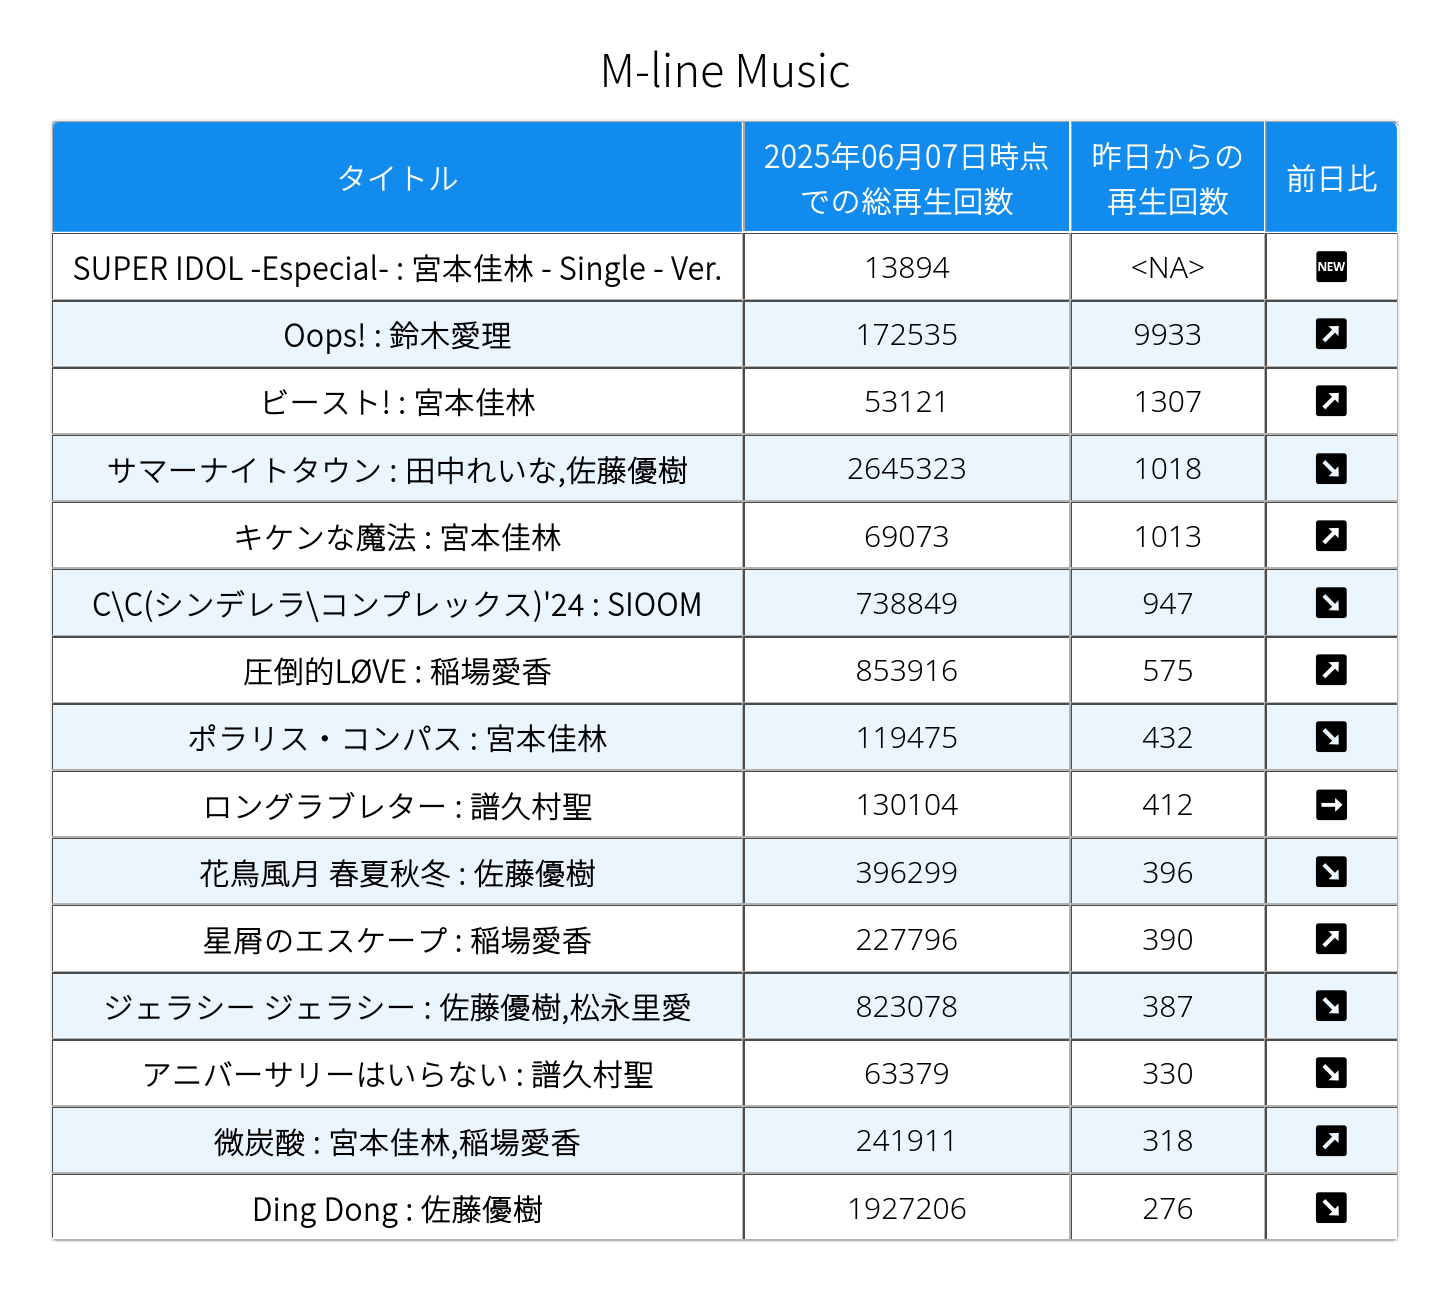 M-line Music
タイトル
2025年06月07日時点
での総再生回数
昨日からの
再生回数
前日比
SUPER IDOL -Especial- : 宮本佳林 - Single - Ver. 13894 <NA> NEW
Oops! : 鈴木愛理 172535 9933 ↗
ビースト! : 宮本佳林 53121 1307 ↗
サマーナイトタウン : 田中れいな,佐藤優樹 2645323 1018 ↘
キケンな魔法 : 宮本佳林 69073 1013 ↗
C\C(シンデレラ\コンプレックス)'24 : SIOOM 738849 947 ↘
圧倒的LØVE : 稲場愛香 853916 575 ↗
ポラリス・コンパス : 宮本佳林 119475 432 ↘
ロングラブレター : 譜久村聖 130104 412 →
花鳥風月 春夏秋冬 : 佐藤優樹 396299 396 ↘
星屑のエスケープ : 稲場愛香 227796 390 ↗
ジェラシー ジェラシー : 佐藤優樹,松永里愛 823078 387 ↘
アニバーサリーはいらない : 譜久村聖 63379 330 ↘
微炭酸 : 宮本佳林,稲場愛香 241911 318 ↗
Ding Dong : 佐藤優樹 1927206 276 ↘